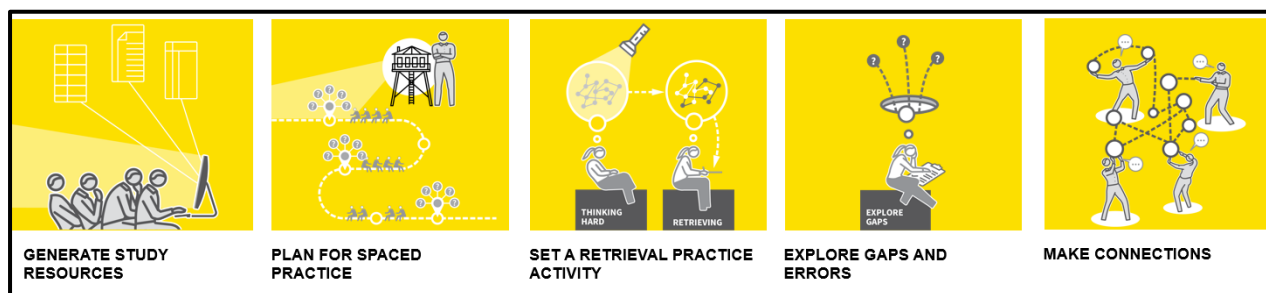 THINKING
HARD
RETRIEVING
EXPLORE
GAPS
GENERATE STUDY
RESOURCES
PLAN FOR SPACED
PRACTICE
SET A RETRIEVAL PRACTICE
ACTIVITY
EXPLORE GAPS AND
ERRORS
MAKE CONNECTIONS